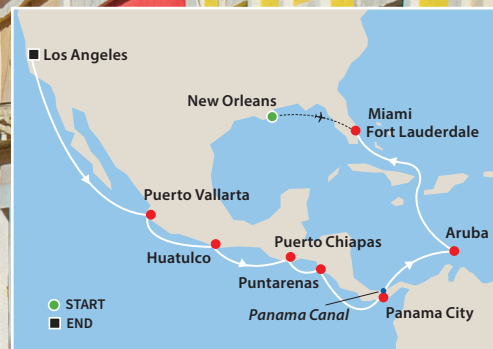 Los Angeles
New Orleans
Miami
Fort Lauderdale
Puerto Vallarta
Huatulco
Puerto Chiapas
Aruba
Puntarenas
Panama Canal
Panama City
START
END